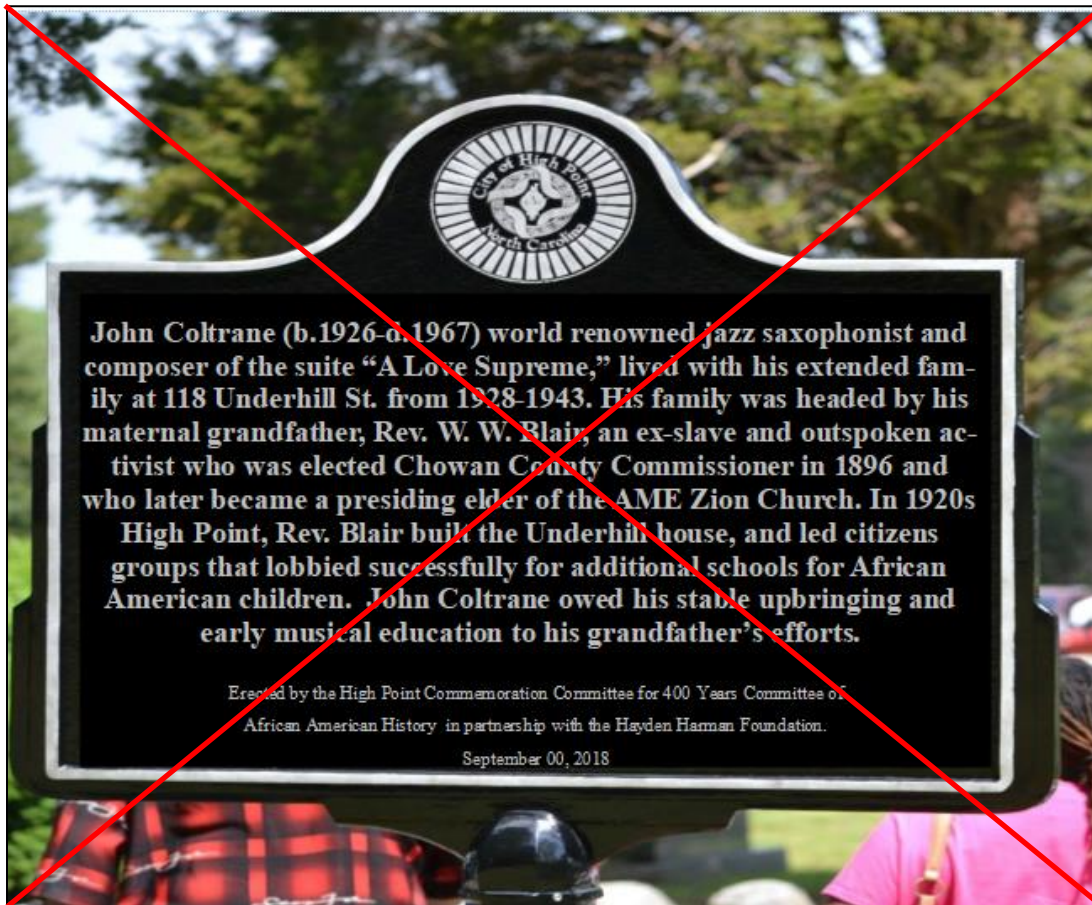 City of High Point
North Carolina
John Coltrane (b.1926-d.1967) world renowned jazz saxophonist and
composer of the suite “A Love Supreme,” lived with his extended fam-
ily at 118 Underhill St. from 1928-1943. His family was headed by his
maternal grandfather, Rev. W. W. Blair, an ex-slave and outspoken ac-
tivist who was elected Chowan County Commissioner in 1896 and
who later became a presiding elder of the AME Zion Church. In 1920s
High Point, Rev. Blair built the Underhill house, and led citizens
groups that lobbied successfully for additional schools for African
American children.  John Coltrane owed his stable upbringing and
early musical education to his grandfather’s efforts.
Erected by the High Point Commemoration Committee for 400 Years Committee of
African American History  in partnership with the Hayden Harman Foundation.
September 00, 2018